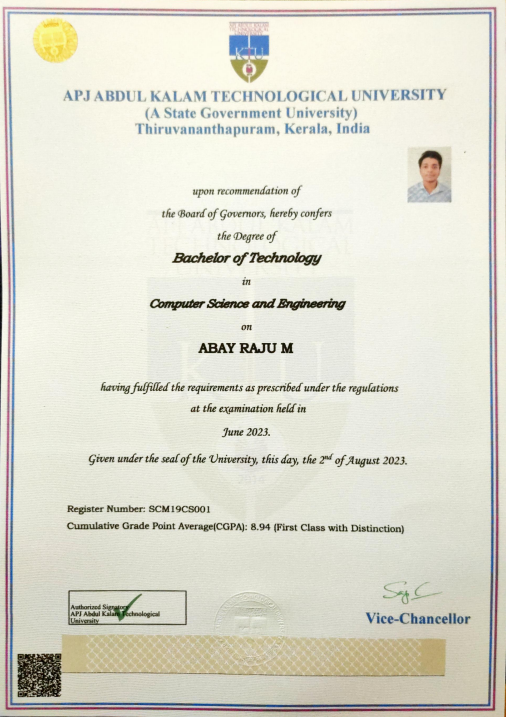 KTU
APJ ABDUL KALAM TECHNOLOGICAL UNIVERSITY
(A State Government University)
Thiruvananthapuram, Kerala, India
upon recommendation of
the Board of Governors, hereby confers
the Degree of
Bachelor of Technology
in
Computer Science and Engineering
on
ABAY RAJU M
having fulfilled the requirements as prescribed under the regulations
at the examination held in
June 2023.
Given under the seal of the University, this day, the 2nd of August 2023.
2014
Register Number: SCM19CS001
Cumulative Grade Point Average(CGPA): 8.94 (First Class with Distinction)
Authorized Signatory
APJ Abdul Kalam Technological
University
Vice-Chancellor